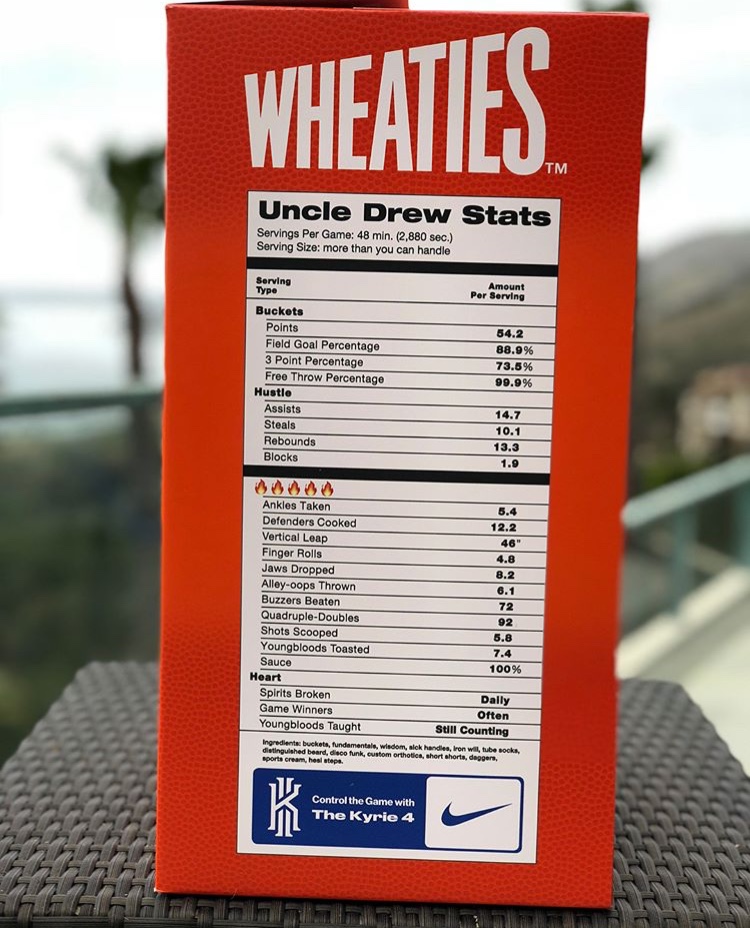 WHEATIES™
Uncle Drew Stats
Servings Per Game: 48 min. (2,880 sec.)
Serving Size: more than you can handle
Serving Type Amount Per Serving
Buckets
Points 54.2
Field Goal Percentage 88.9%
3 Point Percentage 73.5%
Free Throw Percentage 99.9%
Hustle
Assists 14.7
Steals 10.1
Rebounds 13.3
Blocks 1.9
🔥🔥🔥🔥🔥
Ankles Taken 5.4
Defenders Cooked 12.2
Vertical Leap 46"
Finger Rolls 4.8
Jaws Dropped 8.2
Alley-oops Thrown 6.1
Buzzers Beaten 72
Quadruple-Doubles 92
Shots Scooped 5.8
Youngbloods Toasted 7.4
Sauce 100%
Heart
Spirits Broken Daily
Game Winners Often
Youngbloods Taught Still Counting
Ingredients: buckets, fundamentals, wisdom, sick handles, iron will, tube socks,
distinguished beard, disco funk, custom orthotics, short shorts, daggers,
sports cream, heal steps.
Control the Game with
The Kyrie 4